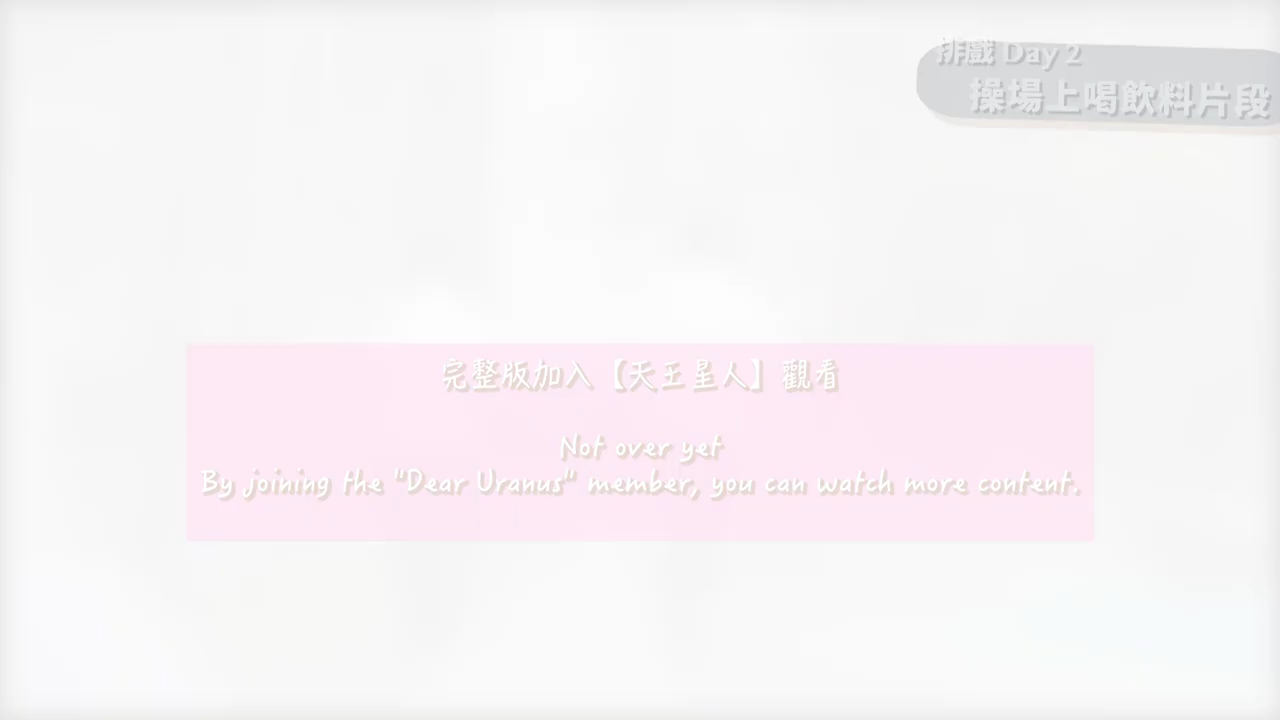 排戲 Day 2
操場上喝飲料片段
完整版加入【天王星人】觀看
Not over yet
By joining the "Dear Uranus" member, you can watch more content.